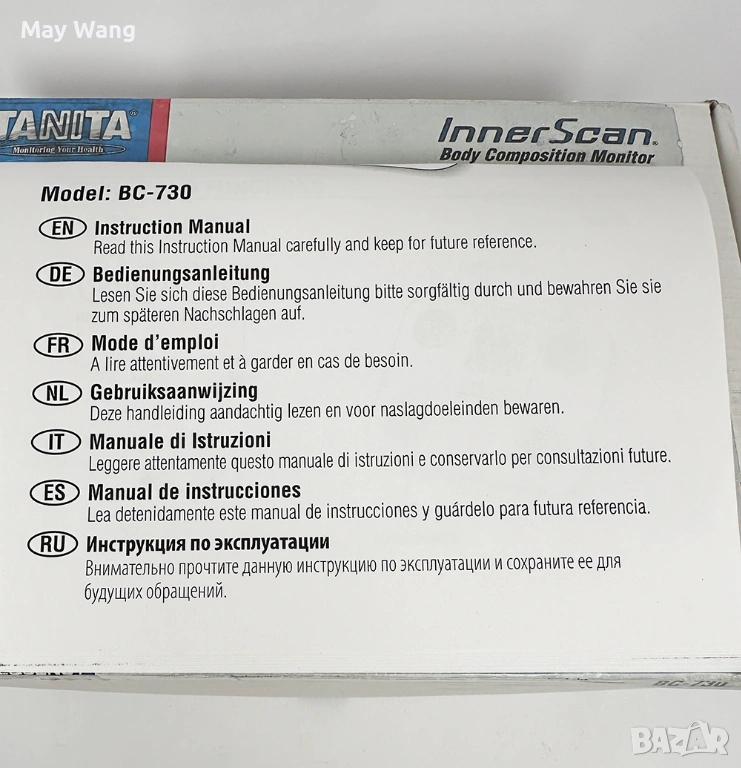 May Wang
TANITA®
Monitoring Your Health
InnerScan®
Body Composition Monitor
Model: BC-730
EN Instruction Manual
Read this Instruction Manual carefully and keep for future reference.
DE Bedienungsanleitung
Lesen Sie sich diese Bedienungsanleitung bitte sorgfältig durch und bewahren Sie sie
zum späteren Nachschlagen auf.
FR Mode d'emploi
A lire attentivement et à garder en cas de besoin.
NL Gebruiksaanwijzing
Deze handleiding aandachtig lezen en voor naslagdoeleinden bewaren.
IT Manuale di Istruzioni
Leggere attentamente questo manuale di istruzioni e conservarlo per consultazioni future.
ES Manual de instrucciones
Lea detenidamente este manual de instrucciones y guárdelo para futura referencia.
RU Инструкция по эксплуатации
Внимательно прочтите данную инструкцию по эксплуатации и сохраните ее для
будущих обращений.
BC-730
BAZAR